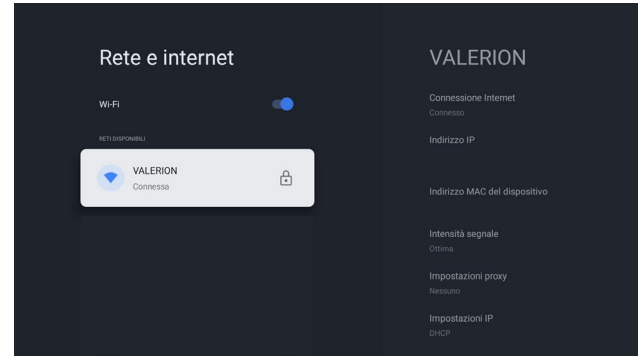 Rete e internet
Wi-Fi
RETI DISPONIBILI
VALERION
Connessa
VALERION
Connessione Internet
Connesso
Indirizzo IP
Indirizzo MAC del dispositivo
Intensità segnale
Ottima
Impostazioni proxy
Nessuno
Impostazioni IP
DHCP